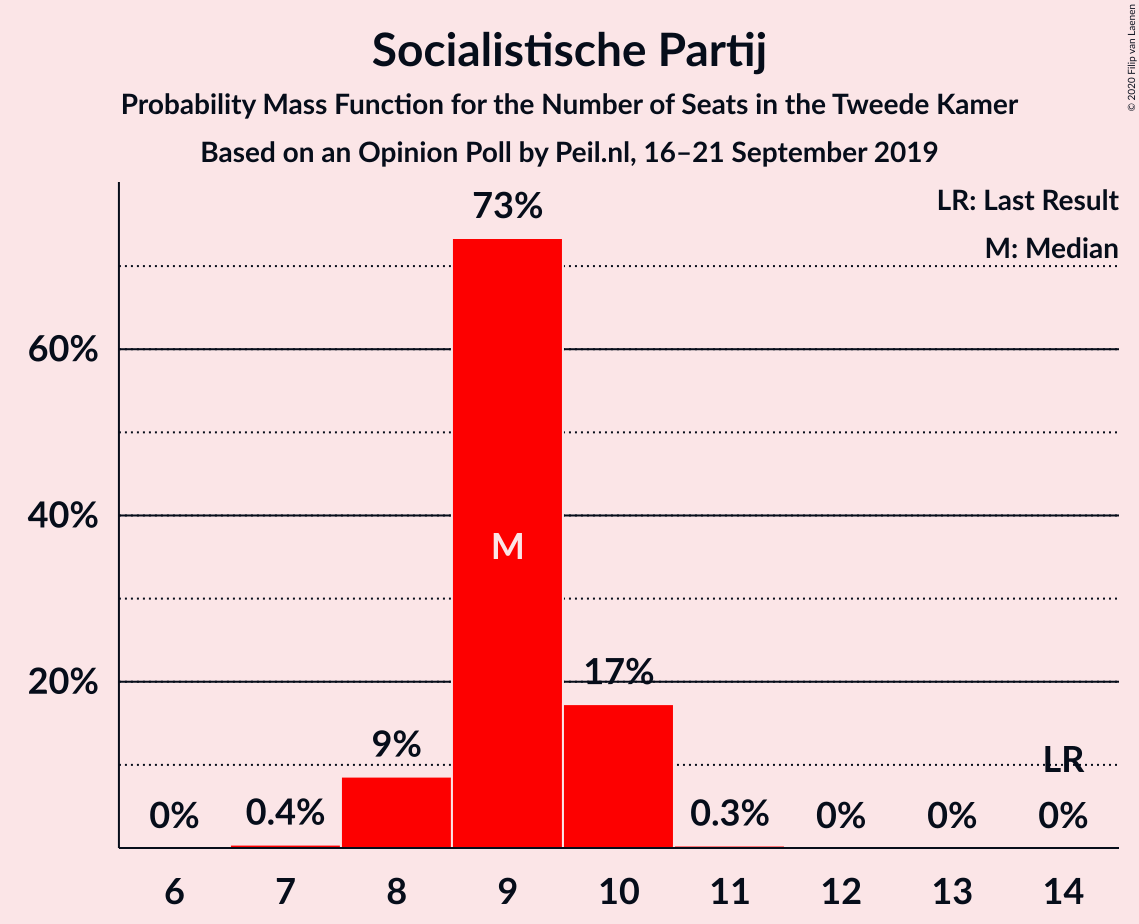 Socialistische Partij
Probability Mass Function for the Number of Seats in the Tweede Kamer
Based on an Opinion Poll by Peil.nl, 16–21 September 2019
© 2020 Filip van Laenen
LR: Last Result
M: Median
60%
40%
20%
0%
0.4%
9%
73%
M
17%
0.3%
0%
0%
LR
0%
6 7 8 9 10 11 12 13 14